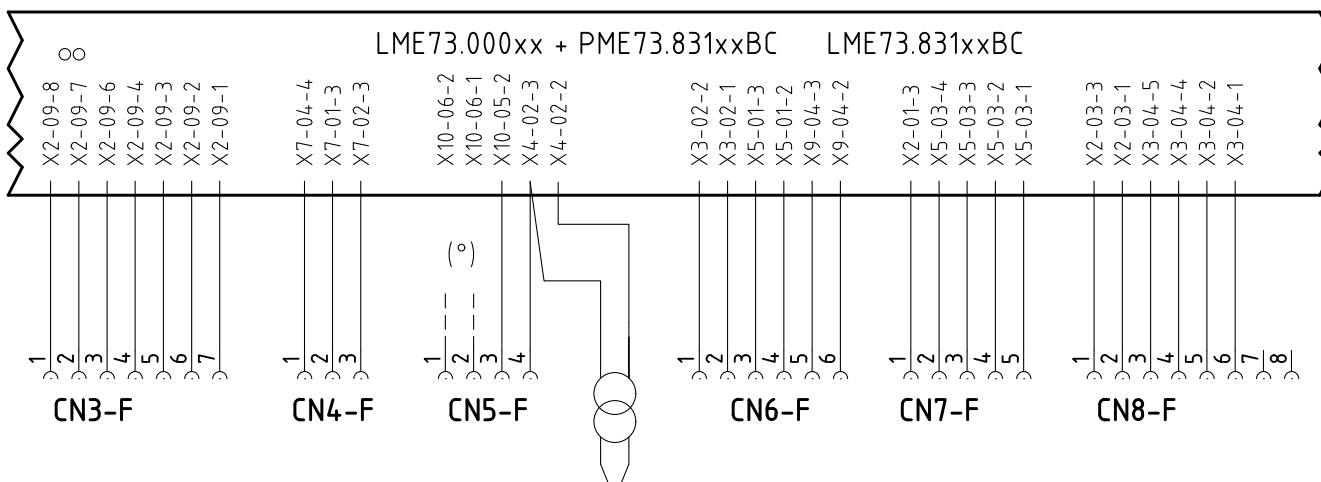 LME73.000xx + PME73.831xxBC LME73.831xxBC
X2-09-8
X2-09-7
X2-09-6
X2-09-4
X2-09-3
X2-09-2
X2-09-1
X7-04-4
X7-01-3
X7-02-3
X10-06-2
X10-06-1
X10-05-2
X4-02-3
X4-02-2
X3-02-2
X3-02-1
X5-01-3
X5-01-2
X9-04-3
X9-04-2
X2-01-3
X5-03-4
X5-03-3
X5-03-2
X5-03-1
X2-03-3
X2-03-1
X3-04-5
X3-04-4
X3-04-2
X3-04-1
(°)
1 2 3 4 5 6 7
1 2 3
1 2 3 4
1 2 3 4 5 6
1 2 3 4 5
1 2 3 4 5 6 7 8
CN3-F
CN4-F
CN5-F
CN6-F
CN7-F
CN8-F